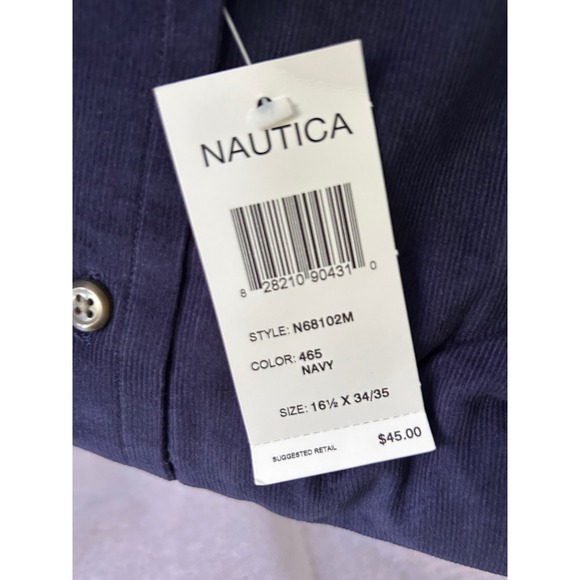 NAUTICA
8 28210 90431 0
STYLE: N68102M
COLOR: 465
NAVY
SIZE: 16½ X 34/35
SUGGESTED RETAIL $45.00